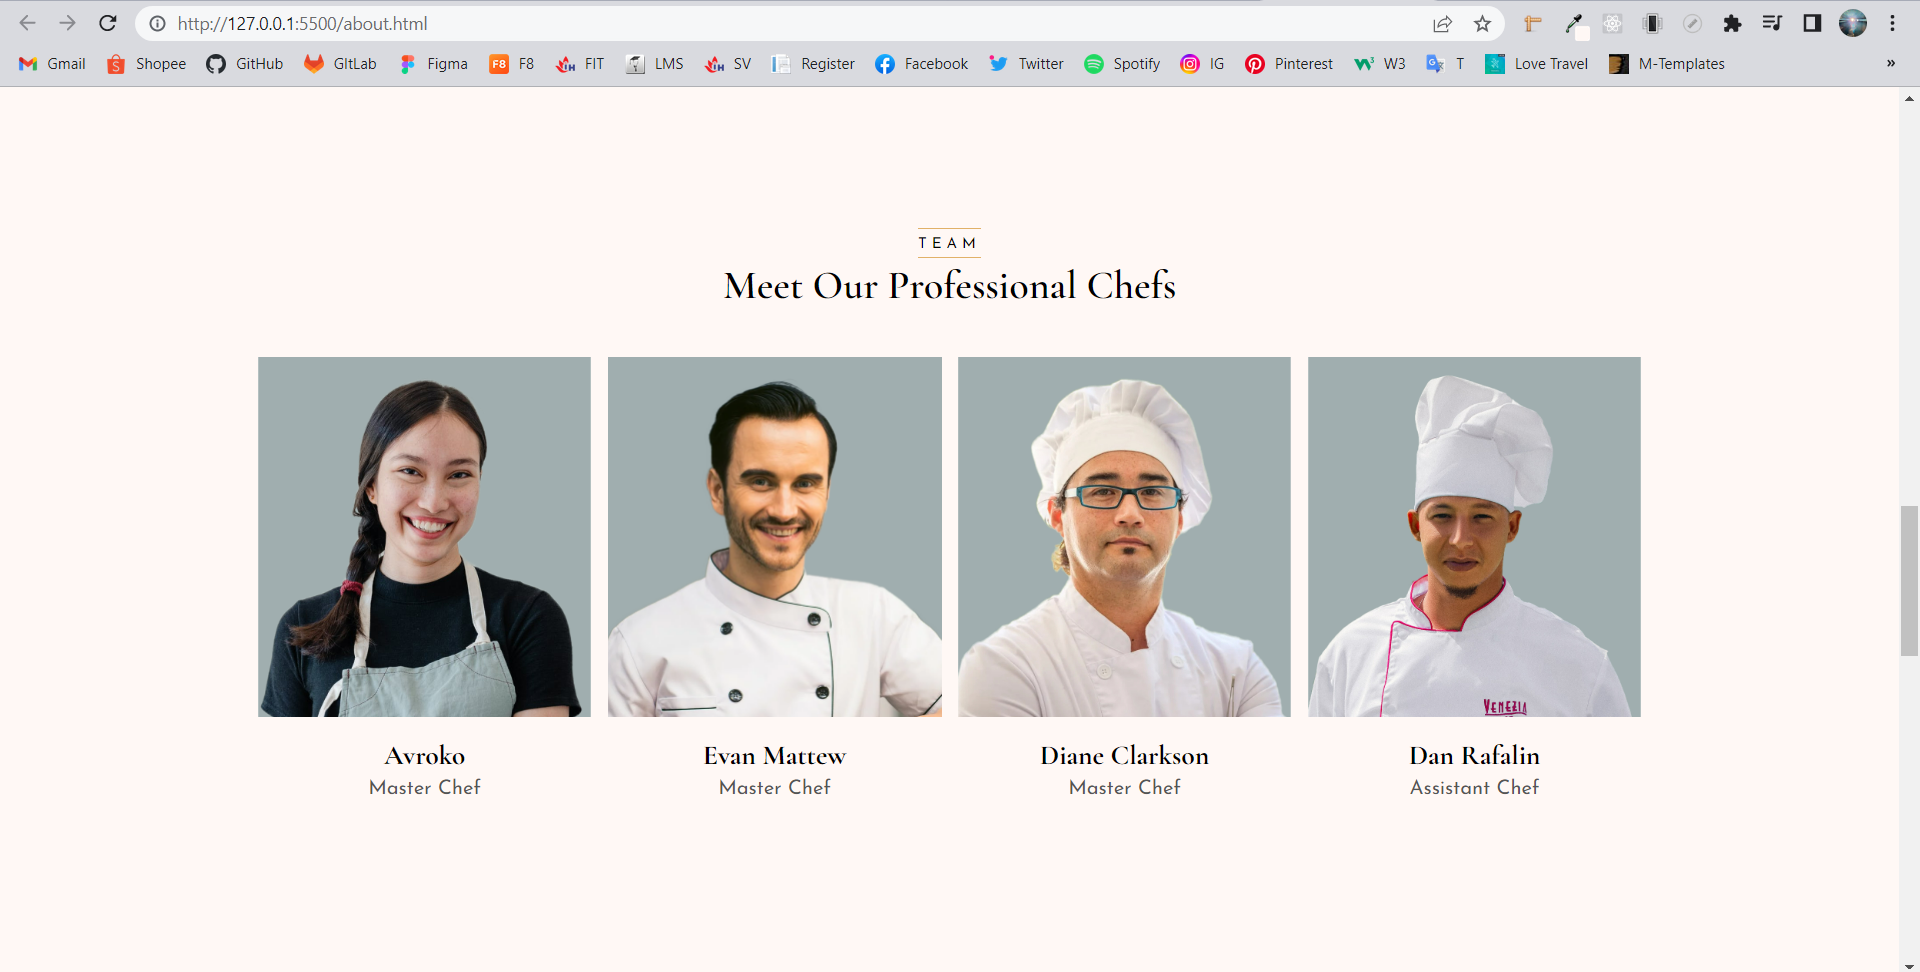 http://127.0.0.1:5500/about.html
Gmail Shopee GitHub GItLab Figma F8 F8 FIT LMS SV Register Facebook Twitter Spotify IG Pinterest W3 T Love Travel M-Templates »
TEAM
Meet Our Professional Chefs
VENEZIA
Avroko Evan Mattew Diane Clarkson Dan Rafalin
Master Chef Master Chef Master Chef Assistant Chef